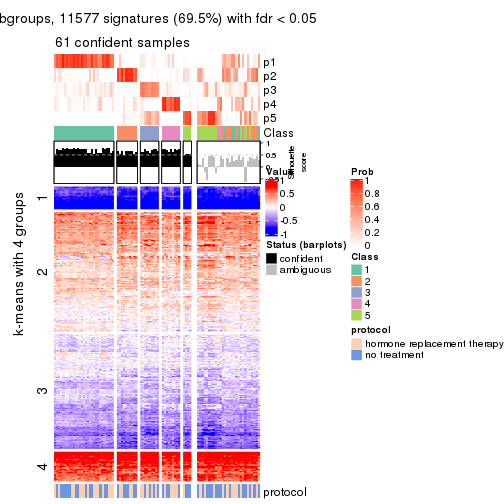 bgroups, 11577 signatures (69.5%) with fdr < 0.05
61 confident samples
p1
p2
p3
p4
p5
Class
1
0.5
0
Silhouette
score
k-means with 4 groups
1
2
3
4
protocol
Value
1
0.5
0
-0.5
-1
Status (barplots)
confident
ambiguous
Prob
1
0.8
0.6
0.4
0.2
0
Class
1
2
3
4
5
protocol
hormone replacement therapy
no treatment